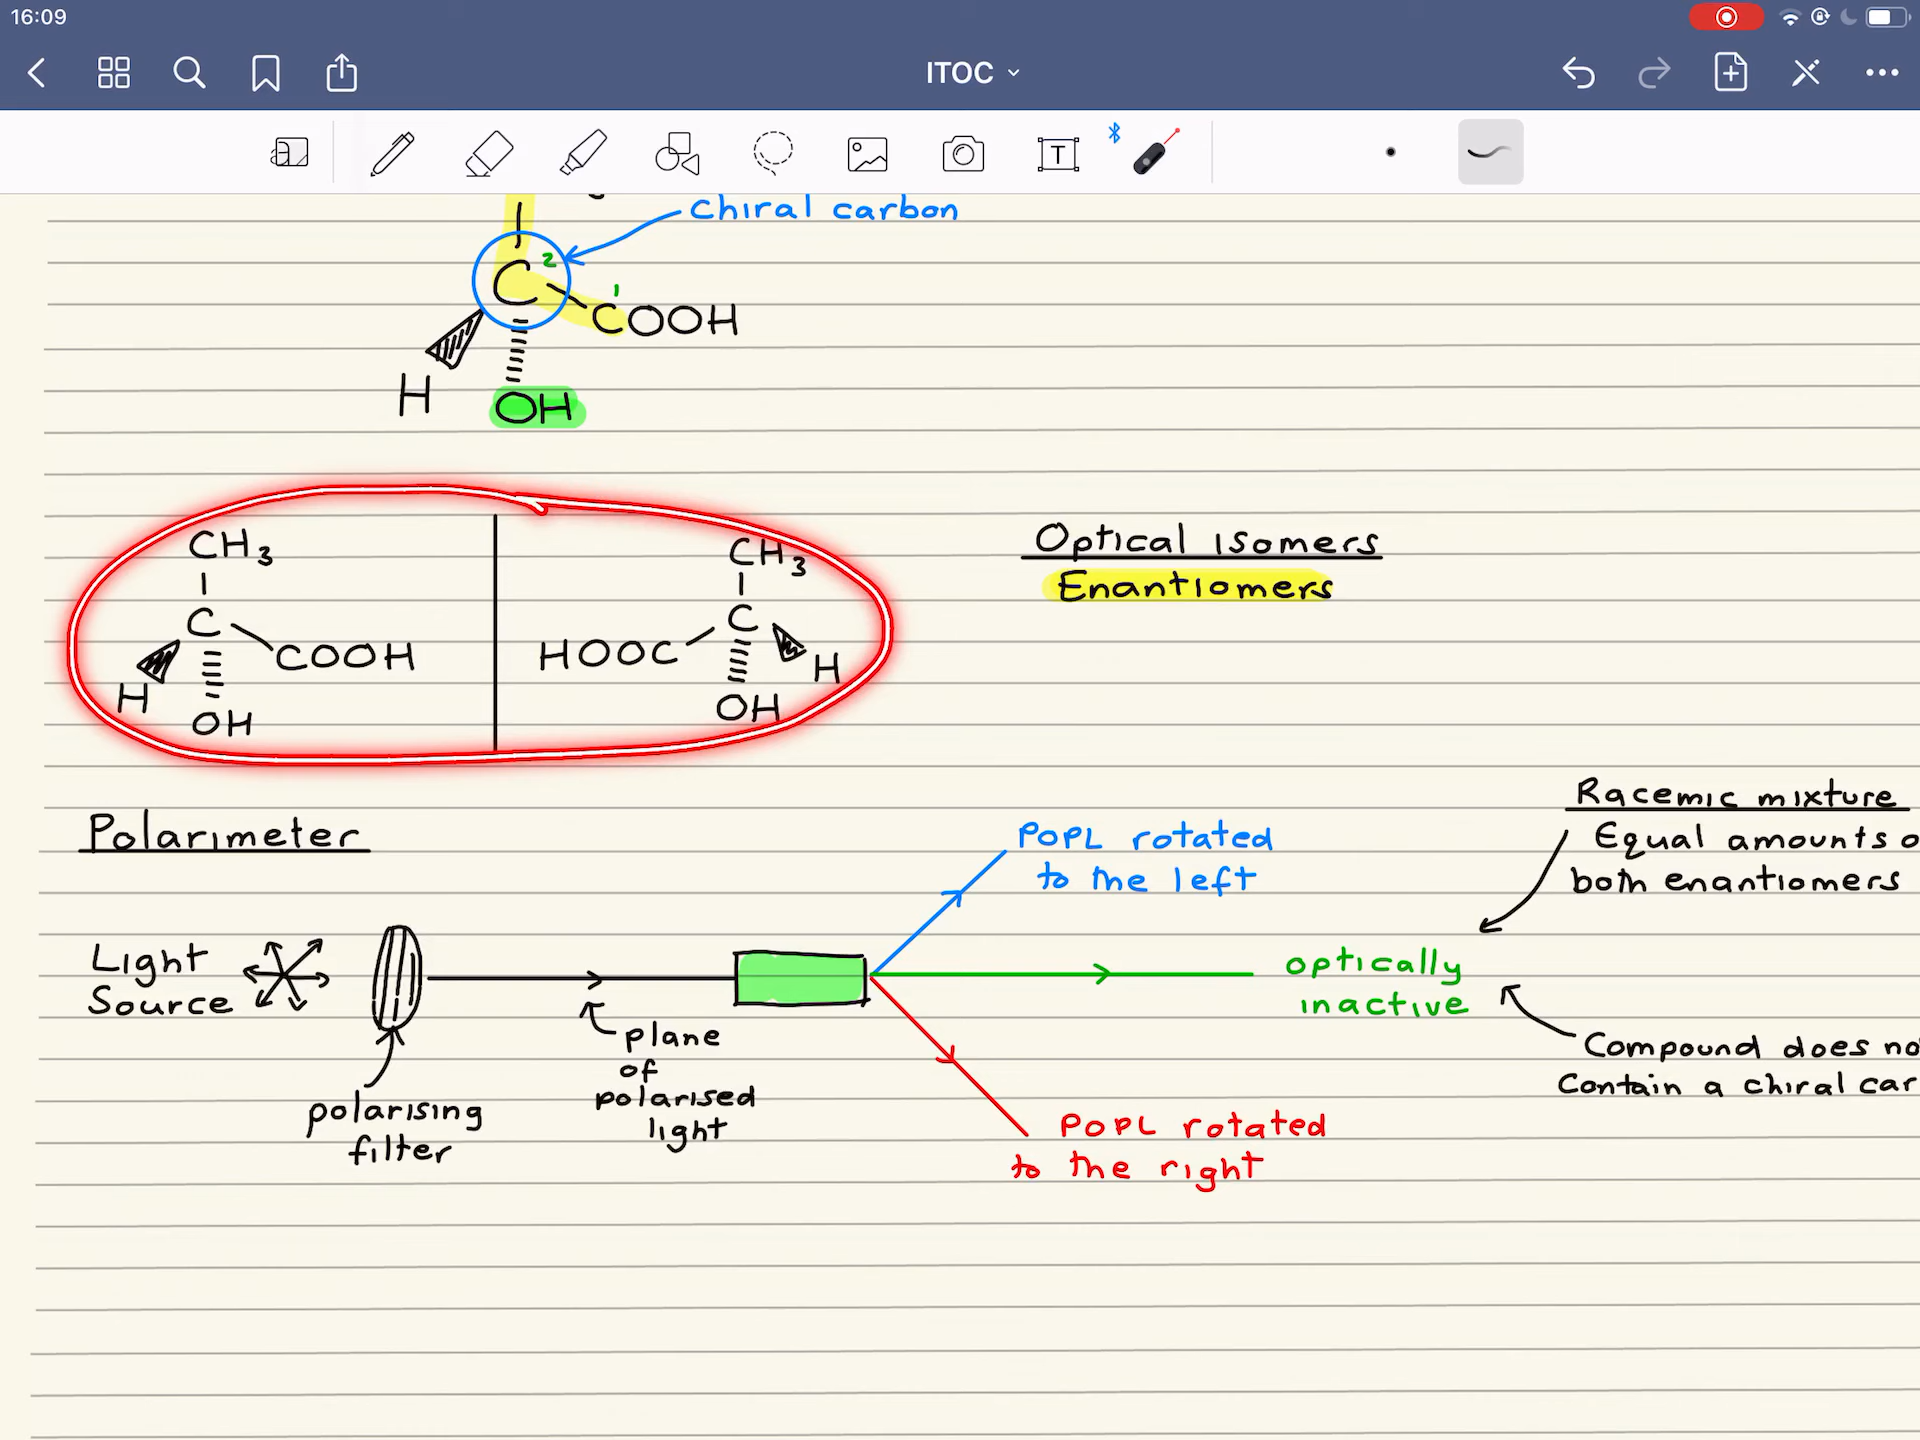 16:09
ITOC
T
Chiral carbon
C 2
1
COOH
H
OH
CH3
C
COOH
H
OH
CH3
C
HOOC
H
OH
Optical isomers
Enantiomers
Polarimeter
Light
Source
polarising
filter
plane
of
polarised
light
POPL rotated
to the left
optically
inactive
POPL rotated
to the right
Racemic mixture
Equal amounts o
both enantiomers
Compound does no
Contain a chiral car